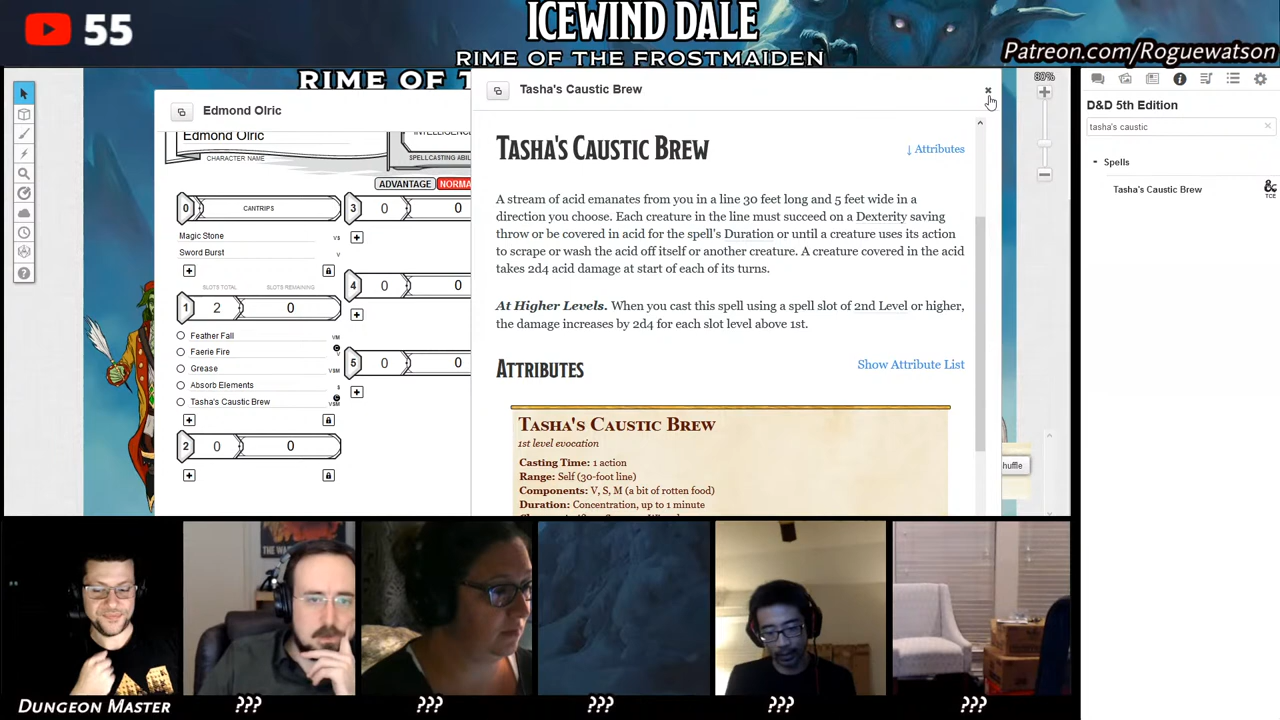 55
ICEWIND DALE
RIME OF THE FROSTMAIDEN
Patreon.com/Roguewatson
RIME OF T
80%
Edmond Olric
Edmond Olric
CHARACTER NAME
SPELLCASTING ABIL
ADVANTAGE NORMA
0 CANTRIPS
Magic Stone VS
Sword Burst V
SLOTS TOTAL SLOTS REMAINING
1 2 0
Feather Fall VM
Faerie Fire C V
Grease VSM
Absorb Elements S
Tasha's Caustic Brew C VSM
2 0 0
3 0 0
4 0 0
5 0 0
Tasha's Caustic Brew
TASHA'S CAUSTIC BREW
↓ Attributes
A stream of acid emanates from you in a line 30 feet long and 5 feet wide in a
direction you choose. Each creature in the line must succeed on a Dexterity saving
throw or be covered in acid for the spell's Duration or until a creature uses its action
to scrape or wash the acid off itself or another creature. A creature covered in the acid
takes 2d4 acid damage at start of each of its turns.
At Higher Levels. When you cast this spell using a spell slot of 2nd Level or higher,
the damage increases by 2d4 for each slot level above 1st.
ATTRIBUTES
Show Attribute List
TASHA'S CAUSTIC BREW
1st level evocation
Casting Time: 1 action
Range: Self (30-foot line)
Components: V, S, M (a bit of rotten food)
Duration: Concentration, up to 1 minute
huffle
D&D 5th Edition
tasha's caustic
Spells
Tasha's Caustic Brew
& TCE
DUNGEON MASTER
???
???
???
???
???